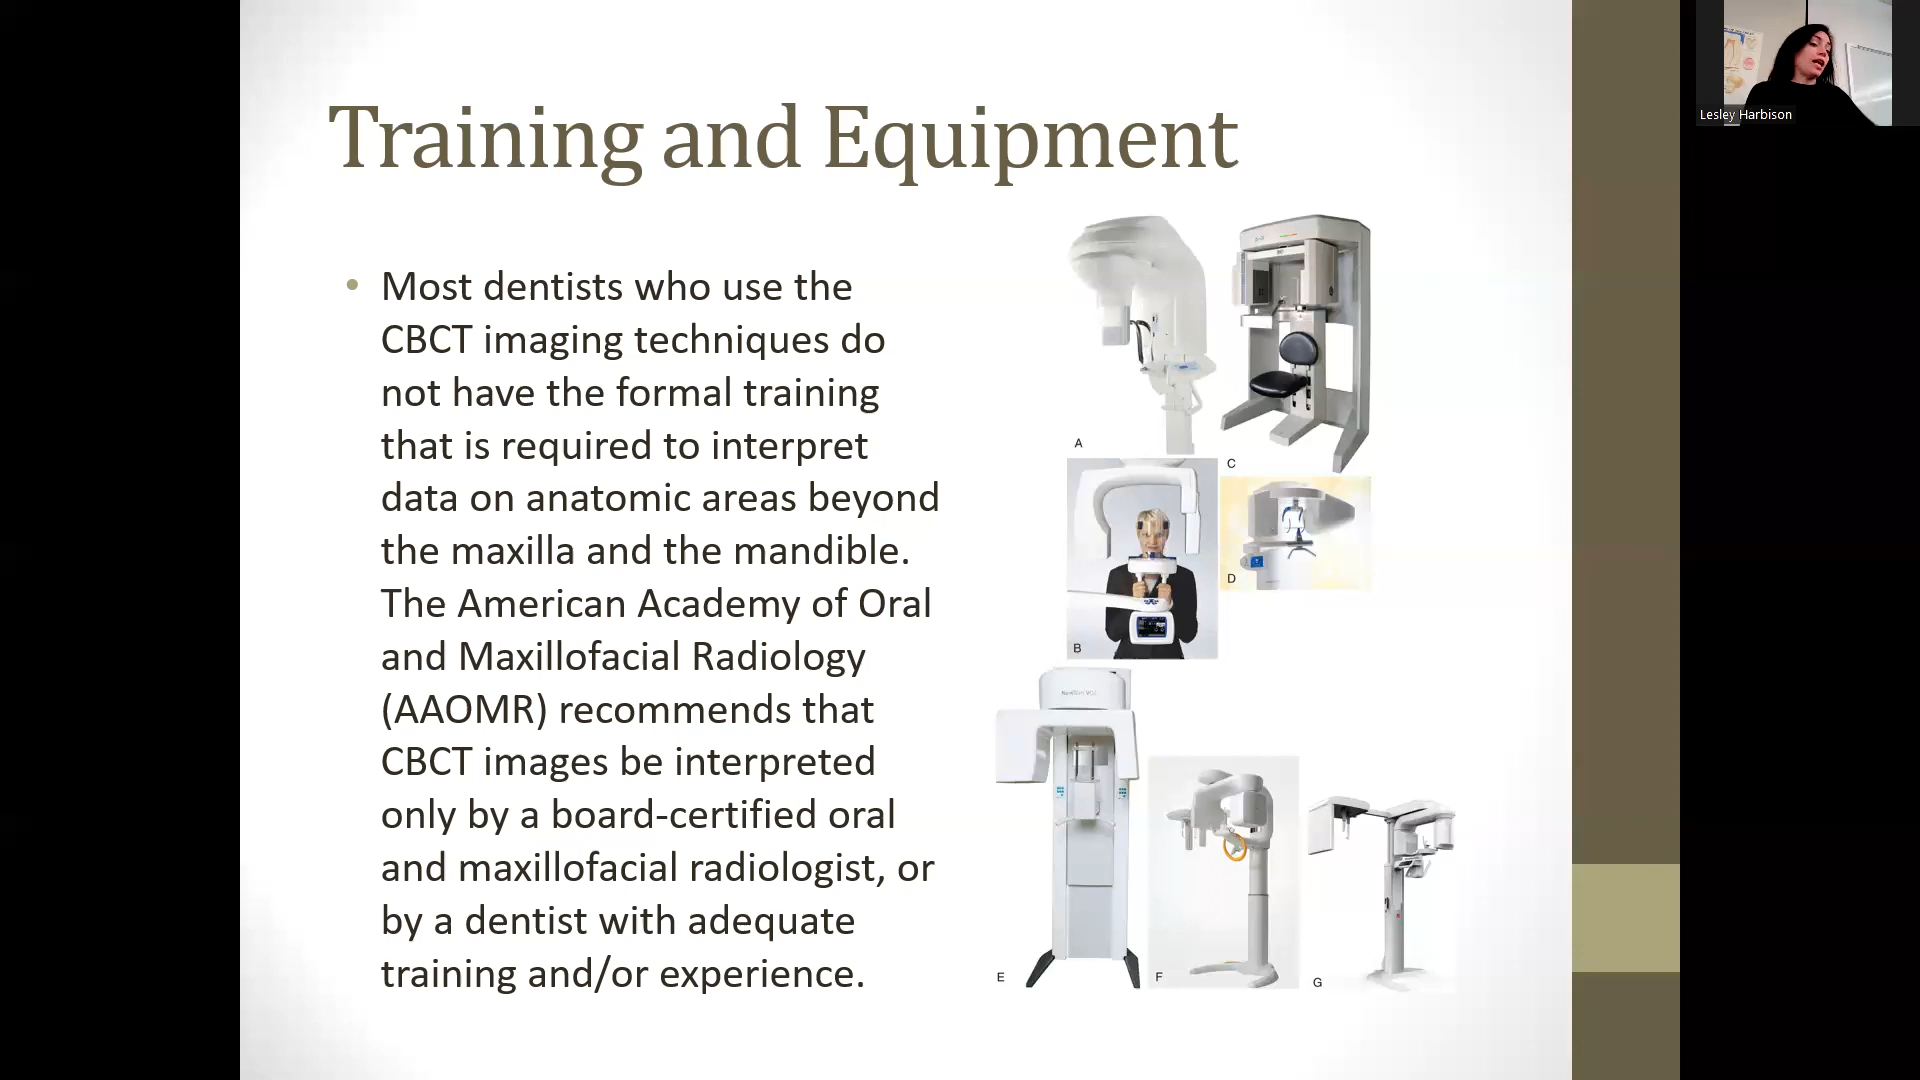 Training and Equipment
• Most dentists who use the
CBCT imaging techniques do
not have the formal training
that is required to interpret
data on anatomic areas beyond
the maxilla and the mandible.
The American Academy of Oral
and Maxillofacial Radiology
(AAOMR) recommends that
CBCT images be interpreted
only by a board-certified oral
and maxillofacial radiologist, or
by a dentist with adequate
training and/or experience.
A
C
D
B
E
F
G
Lesley Harbison